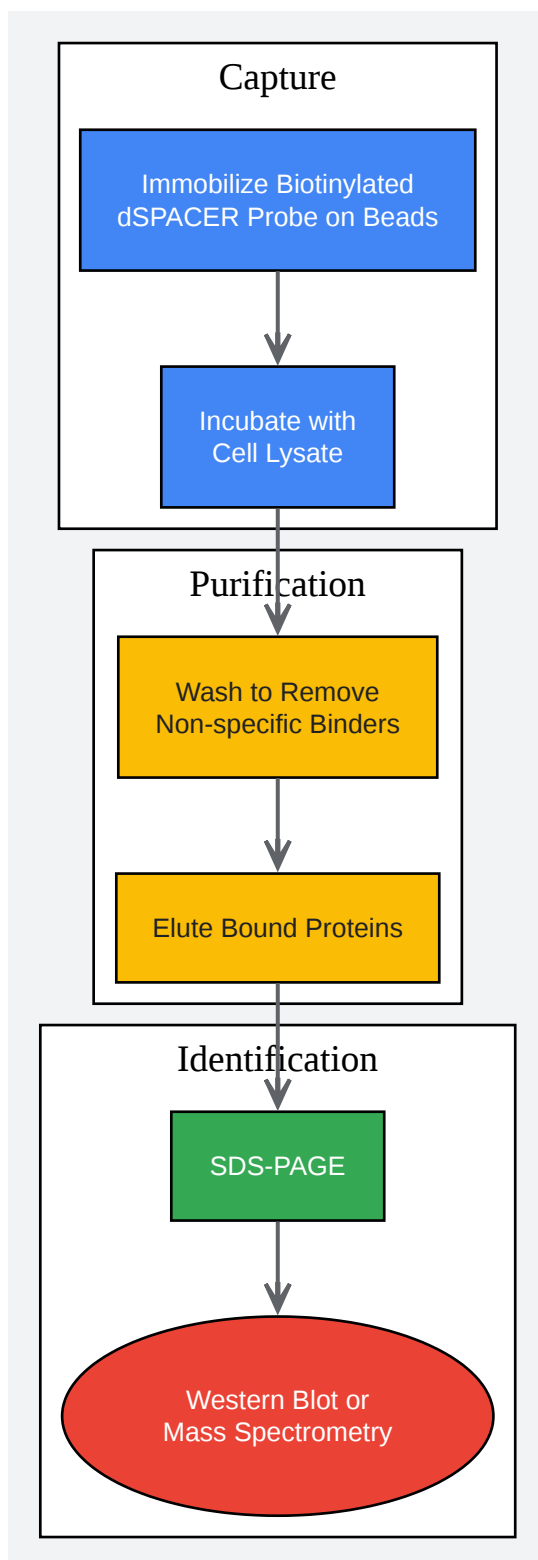 Capture
Immobilize Biotinylated
dSPACER Probe on Beads
Incubate with
Cell Lysate
Purification
Wash to Remove
Non-specific Binders
Elute Bound Proteins
Identification
SDS-PAGE
Western Blot or
Mass Spectrometry